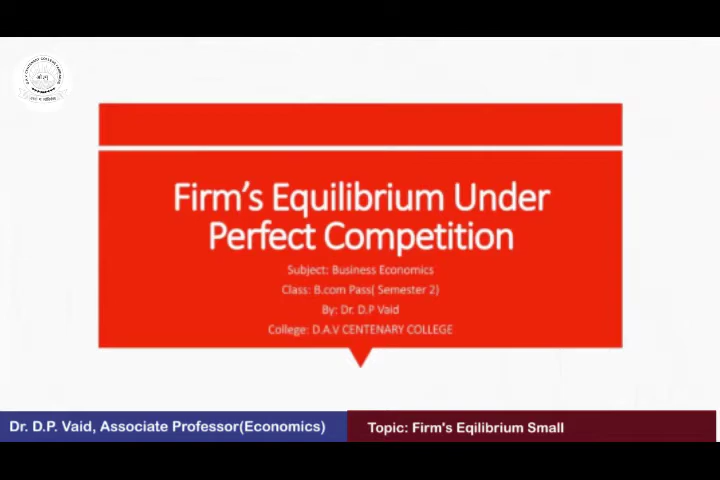 Firm's Equilibrium Under
Perfect Competition
Subject: Business Economics
Class: B.com Pass( Semester 2)
By: Dr. D.P Vaid
College: D.A.V CENTENARY COLLEGE
Dr. D.P. Vaid, Associate Professor(Economics)
Topic: Firm's Eqilibrium Small